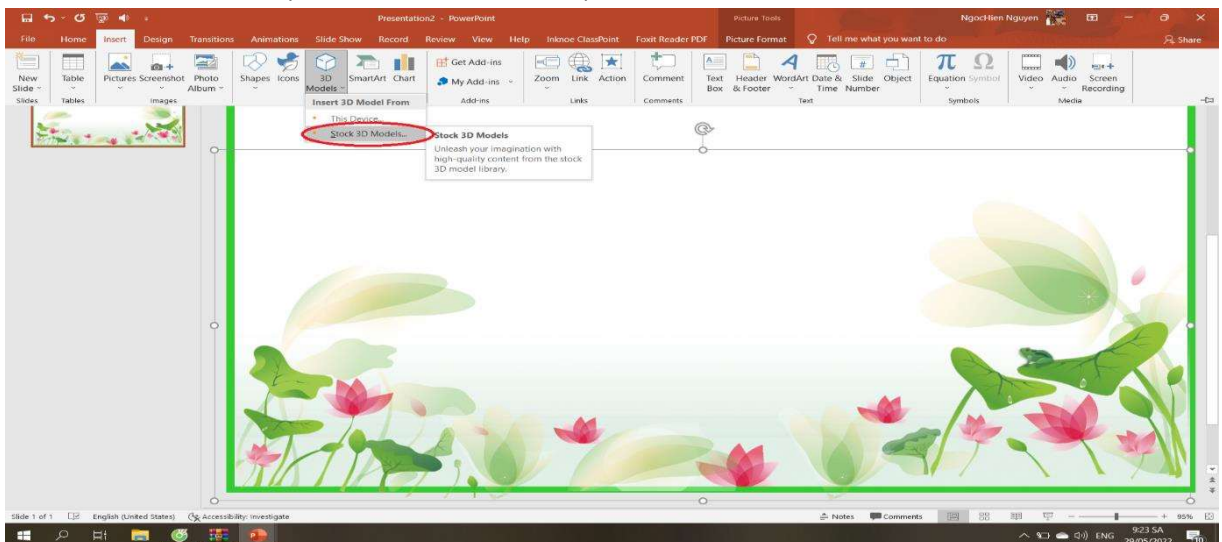 Presentation2 - PowerPoint
Picture Tools
NgocHien Nguyen
File Home Insert Design Transitions Animations Slide Show Record Review View Help Inknoe ClassPoint Foxit Reader PDF Picture Format Tell me what you want to do Share
New Slide
Table
Pictures
Screenshot
Photo Album
Shapes
Icons
3D Models
SmartArt
Chart
Get Add-ins
My Add-ins
Zoom
Link
Action
Comment
Text Box
Header & Footer
WordArt
Date & Time
Slide Number
Object
Equation
Symbol
Video
Audio
Screen Recording
Slides Tables Images Add-ins Links Comments Text Symbols Media
Insert 3D Model From
This Device...
Stock 3D Models...
Stock 3D Models
Unleash your imagination with
high-quality content from the stock
3D model library.
Slide 1 of 1 English (United States) Accessibility: Investigate Notes Comments 95%
ENG 9:23 SA
29/05/2022